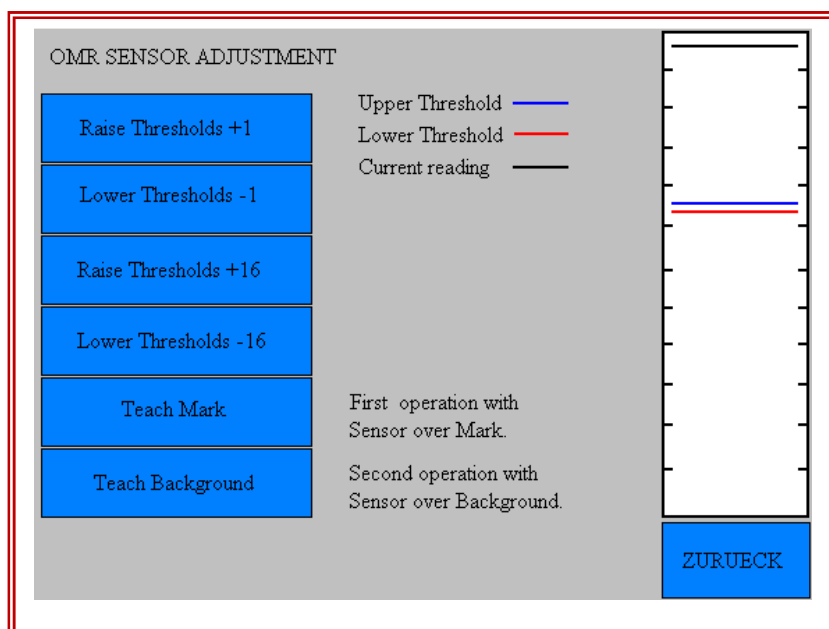 OMR SENSOR ADJUSTMENT
Raise Thresholds +1
Lower Thresholds -1
Raise Thresholds +16
Lower Thresholds -16
Teach Mark
Teach Background
Upper Threshold
Lower Threshold
Current reading
First operation with
Sensor over Mark.
Second operation with
Sensor over Background.
ZURUECK